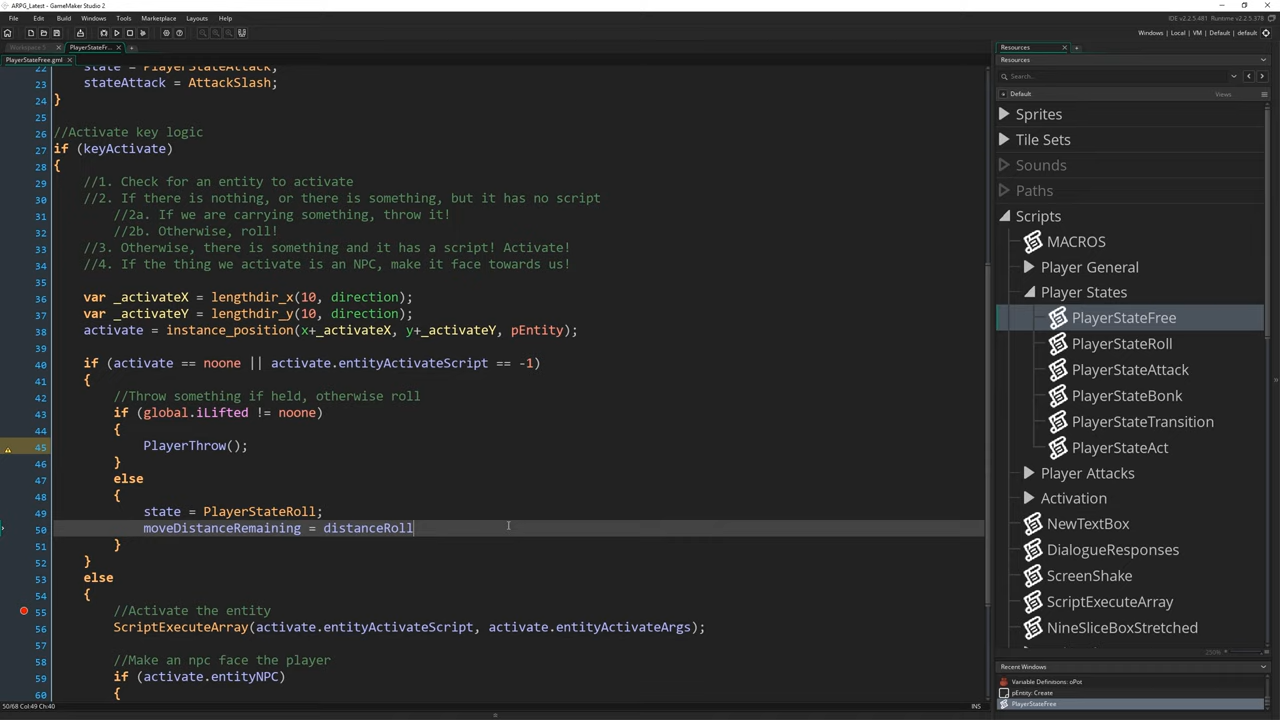 ARPG_Latest - GameMaker Studio 2
File Edit Build Windows Tools Marketplace Layouts Help
IDE v2.2.5.481 Runtime v2.2.5.378
Windows | Local | VM | Default | default
Workspace 1
PlayerStateFr...
PlayerStateFree.gml
22 state = PlayerStateAttack;
23 stateAttack = AttackSlash;
24 }
25
26 //Activate key logic
27 if (keyActivate)
28 {
29 //1. Check for an entity to activate
30 //2. If there is nothing, or there is something, but it has no script
31 //2a. If we are carrying something, throw it!
32 //2b. Otherwise, roll!
33 //3. Otherwise, there is something and it has a script! Activate!
34 //4. If the thing we activate is an NPC, make it face towards us!
35
36 var _activateX = lengthdir_x(10, direction);
37 var _activateY = lengthdir_y(10, direction);
38 activate = instance_position(x+_activateX, y+_activateY, pEntity);
39
40 if (activate == noone || activate.entityActivateScript == -1)
41 {
42 //Throw something if held, otherwise roll
43 if (global.iLifted != noone)
44 {
45 PlayerThrow();
46 }
47 else
48 {
49 state = PlayerStateRoll;
50 moveDistanceRemaining = distanceRoll
51 }
52 }
53 else
54 {
55 //Activate the entity
56 ScriptExecuteArray(activate.entityActivateScript, activate.entityActivateArgs);
57
58 //Make an npc face the player
59 if (activate.entityNPC)
60 {
50/68 Col:49 Ch:40
INS
Resources
Resources
Search...
Default
Views
Sprites
Tile Sets
Sounds
Paths
Scripts
MACROS
Player General
Player States
PlayerStateFree
PlayerStateRoll
PlayerStateAttack
PlayerStateBonk
PlayerStateTransition
PlayerStateAct
Player Attacks
Activation
NewTextBox
DialogueResponses
ScreenShake
ScriptExecuteArray
NineSliceBoxStretched
250%
Recent Windows
Variable Definitions: oPot
pEntity: Create
PlayerStateFree